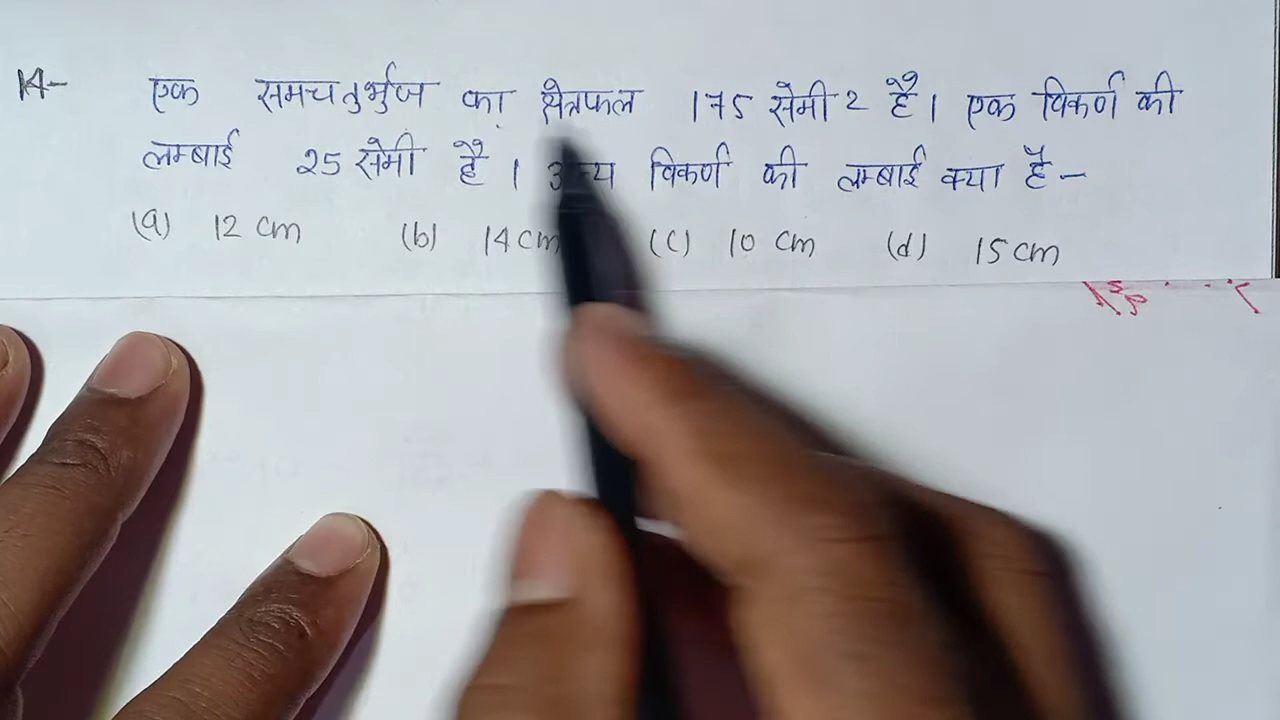 14- एक समचतुर्भुज का क्षेत्रफल 175 सेमी 2 है । एक विकर्ण की
लम्बाई 25 सेमी है । विकर्ण की लम्बाई क्या है -
(a) 12 cm (b) 14 cm (c) 10 cm (d) 15 cm